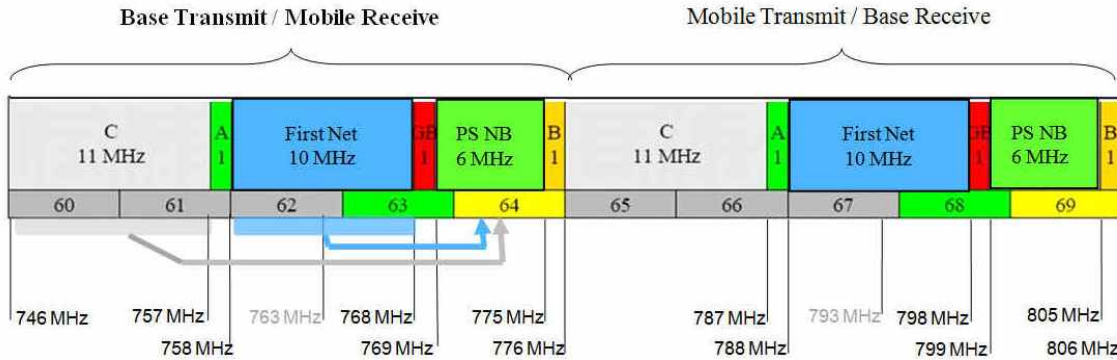 Base Transmit / Mobile Receive
Mobile Transmit / Base Receive
C
11 MHz
A
1
First Net
10 MHz
GB
1
PS NB
6 MHz
B
1
C
11 MHz
A
1
First Net
10 MHz
GB
1
PS NB
6 MHz
B
1
60 61 62 63 64 65 66 67 68 69
746 MHz 757 MHz 763 MHz 768 MHz 775 MHz 787 MHz 793 MHz 798 MHz 805 MHz
758 MHz 769 MHz 776 MHz 788 MHz 799 MHz 806 MHz